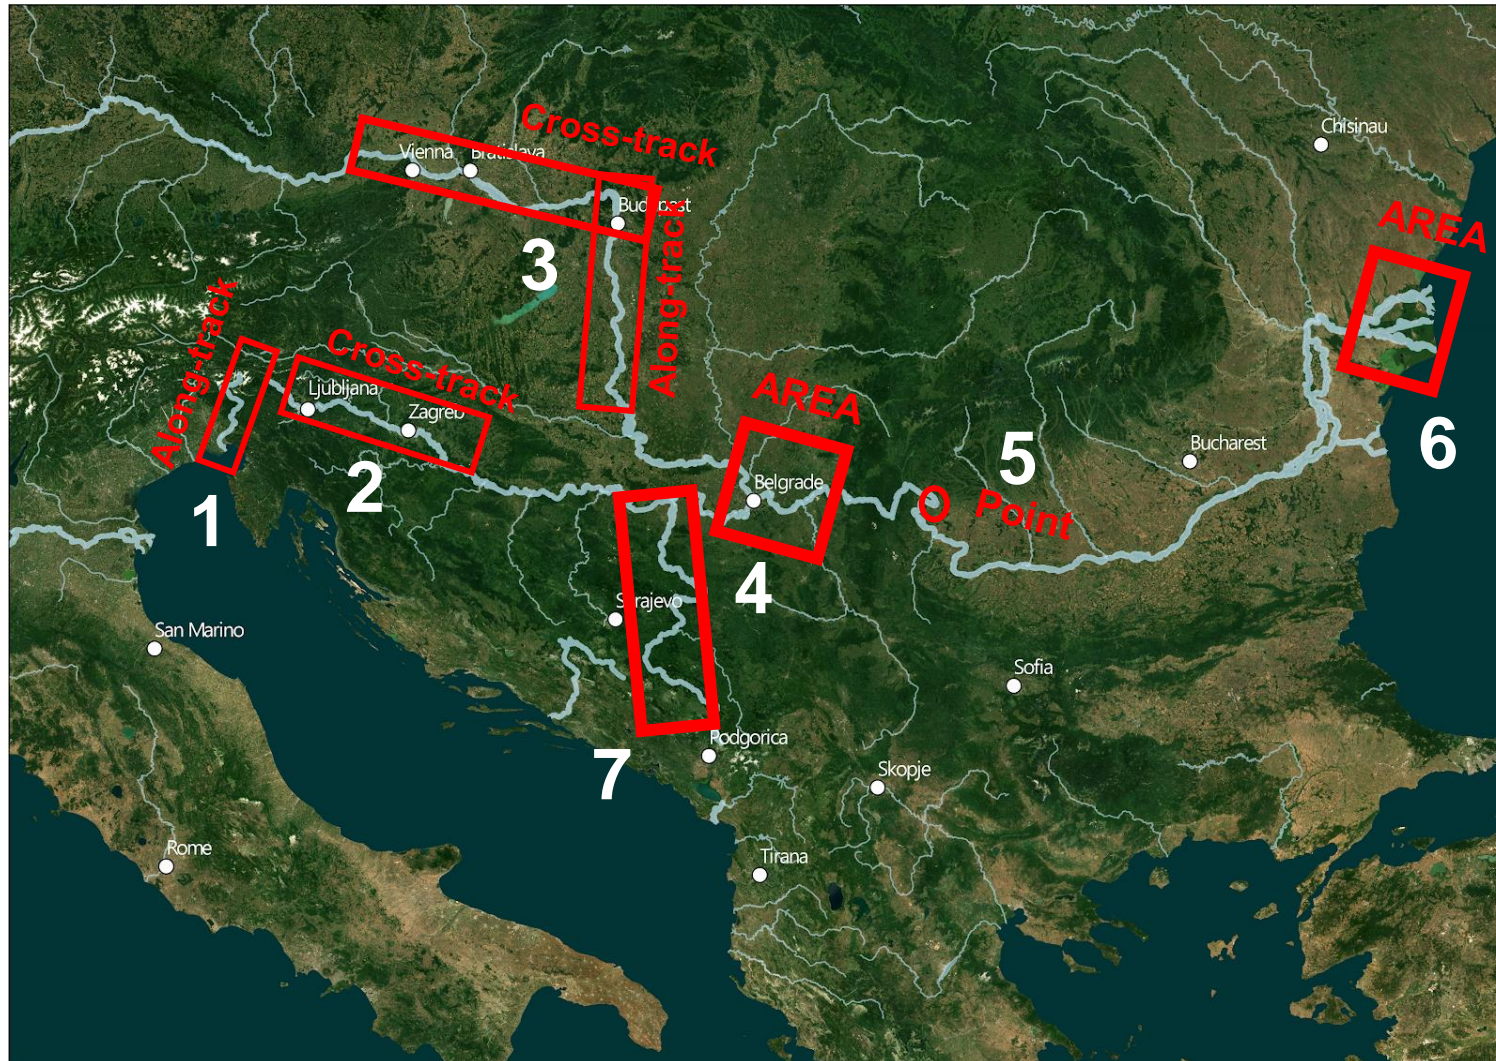 Cross-track
Chisinau
Vienna
Bratislava
Budapest
AREA
3
Along-track
Along-track
Cross-track
Ljubljana
Zagreb
AREA
Bucharest
6
5
2
1
Belgrade
Point
4
Sarajevo
San Marino
Sofia
Podgorica
7
Skopje
Rome
Tirana